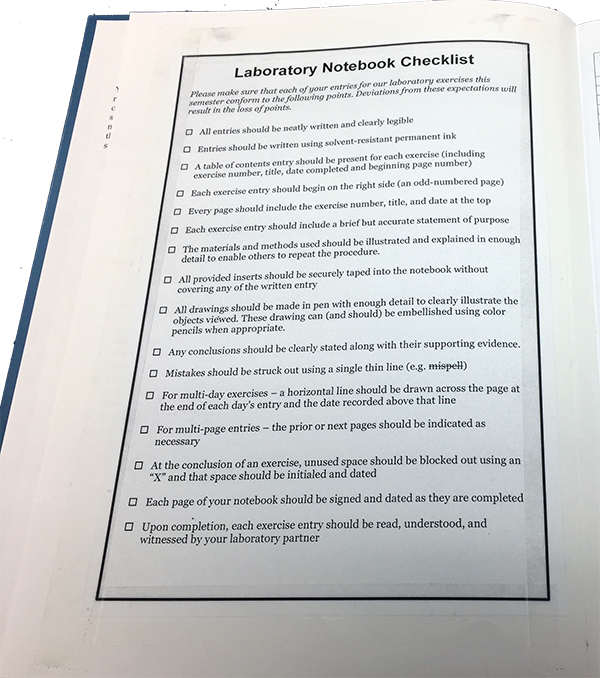 Laboratory Notebook Checklist
Please make sure that each of your entries for our laboratory exercises this
semester conform to the following points. Deviations from these expectations will
result in the loss of points.
☐ All entries should be neatly written and clearly legible
☐ Entries should be written using solvent-resistant permanent ink
☐ A table of contents entry should be present for each exercise (including
exercise number, title, date completed and beginning page number)
☐ Each exercise entry should begin on the right side (an odd-numbered page)
☐ Every page should include the exercise number, title, and date at the top
☐ Each exercise entry should include a brief but accurate statement of purpose
☐ The materials and methods used should be illustrated and explained in enough
detail to enable others to repeat the procedure.
☐ All provided inserts should be securely taped into the notebook without
covering any of the written entry
☐ All drawings should be made in pen with enough detail to clearly illustrate the
objects viewed. These drawing can (and should) be embellished using color
pencils when appropriate.
☐ Any conclusions should be clearly stated along with their supporting evidence.
☐ Mistakes should be struck out using a single thin line (e.g. mispell)
☐ For multi-day exercises – a horizontal line should be drawn across the page at
the end of each day's entry and the date recorded above that line
☐ For multi-page entries – the prior or next pages should be indicated as
necessary
☐ At the conclusion of an exercise, unused space should be blocked out using an
“X” and that space should be initialed and dated
☐ Each page of your notebook should be signed and dated as they are completed
☐ Upon completion, each exercise entry should be read, understood, and
witnessed by your laboratory partner